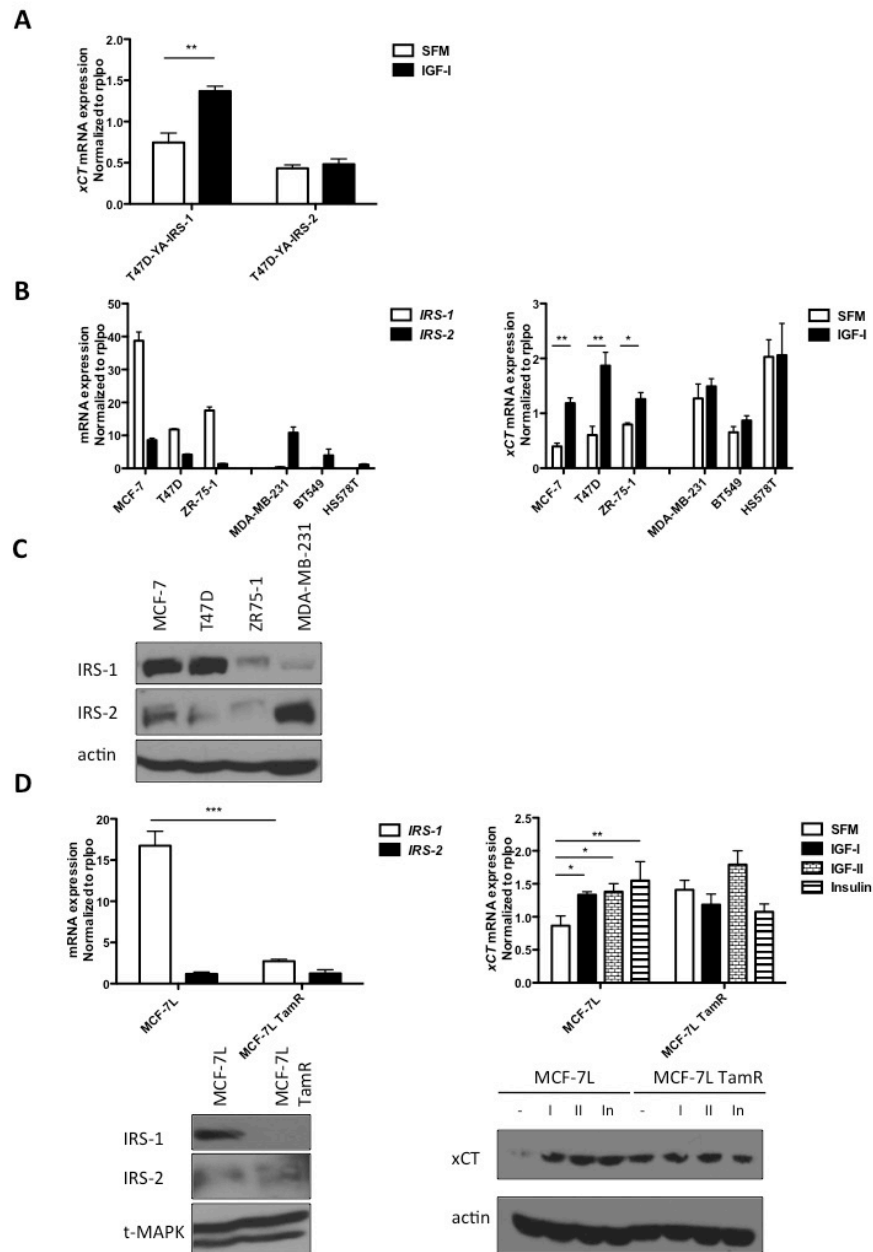 A
xCT mRNA expression
Normalized to rplpo
2.0
1.5
1.0
0.5
0.0
**
SFM
IGF-I
T47D-YA-IRS-1
T47D-YA-IRS-2
B
mRNA expression
Normalized to rplpo
50
40
30
20
10
0
IRS-1
IRS-2
MCF-7
T47D
ZR-75-1
MDA-MB-231
BT549
HS578T
xCT mRNA expression
Normalized to rplpo
3
2
1
0
**
**
*
SFM
IGF-I
MCF-7
T47D
ZR-75-1
MDA-MB-231
BT549
HS578T
C
MCF-7
T47D
ZR75-1
MDA-MB-231
IRS-1
IRS-2
actin
D
mRNA expression
Normalized to rplpo
20
15
10
5
0
***
IRS-1
IRS-2
MCF-7L
MCF-7L TamR
xCT mRNA expression
Normalized to rplpo
2.5
2.0
1.5
1.0
0.5
0.0
**
*
*
SFM
IGF-I
IGF-II
Insulin
MCF-7L
MCF-7L TamR
MCF-7L
MCF-7L
TamR
IRS-1
IRS-2
t-MAPK
MCF-7L MCF-7L TamR
- I II In - I II In
xCT
actin